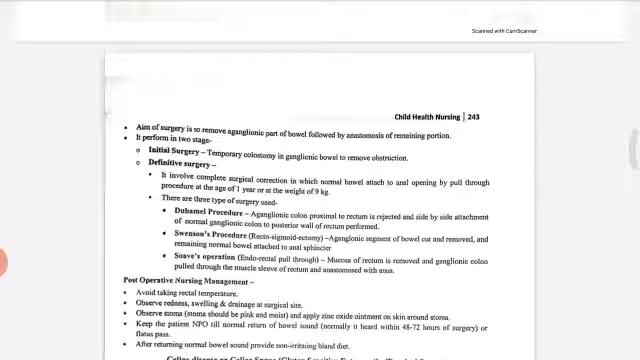 Scanned with CamScanner
Child Health Nursing | 243
• Aim of surgery is to remove aganglionic part of bowel followed by anastomosis of remaining portion.
• It perform in two stage-
o Initial Surgery – Temporary colostomy in ganglionic bowel to remove obstruction.
o Definitive surgery –
▪ It involve complete surgical correction in which normal bowel attach to anal opening by pull through
procedure at the age of 1 year or at the weight of 9 kg.
▪ There are three type of surgery used-
♦ Duhamel Procedure – Aganglionic colon proximal to rectum is rejected and side by side attachment
of normal ganglionic colon to posterior wall of rectum performed.
♦ Swenson's Procedure (Recto-sigmoid-ectomy) –Aganglonic segment of bowel cut and removed, and
remaining normal bowel attached to anal sphincter
♦ Soave's operation (Endo-rectal pull through) – Mucosa of rectum is removed and ganglionic colon
pulled through the muscle sleeve of rectum and anastomosed with anus.
Post Operative Nursing Management –
• Avoid taking rectal temperature.
• Observe redness, swelling & drainage at surgical site.
• Observe stoma (stoma should be pink and moist) and apply zinc oxide ointment on skin around stoma.
• Keep the patient NPO till normal return of bowel sound (normally it heard within 48-72 hours of surgery) or
flatus pass.
• After returning normal bowel sound provide non-irritating bland diet.